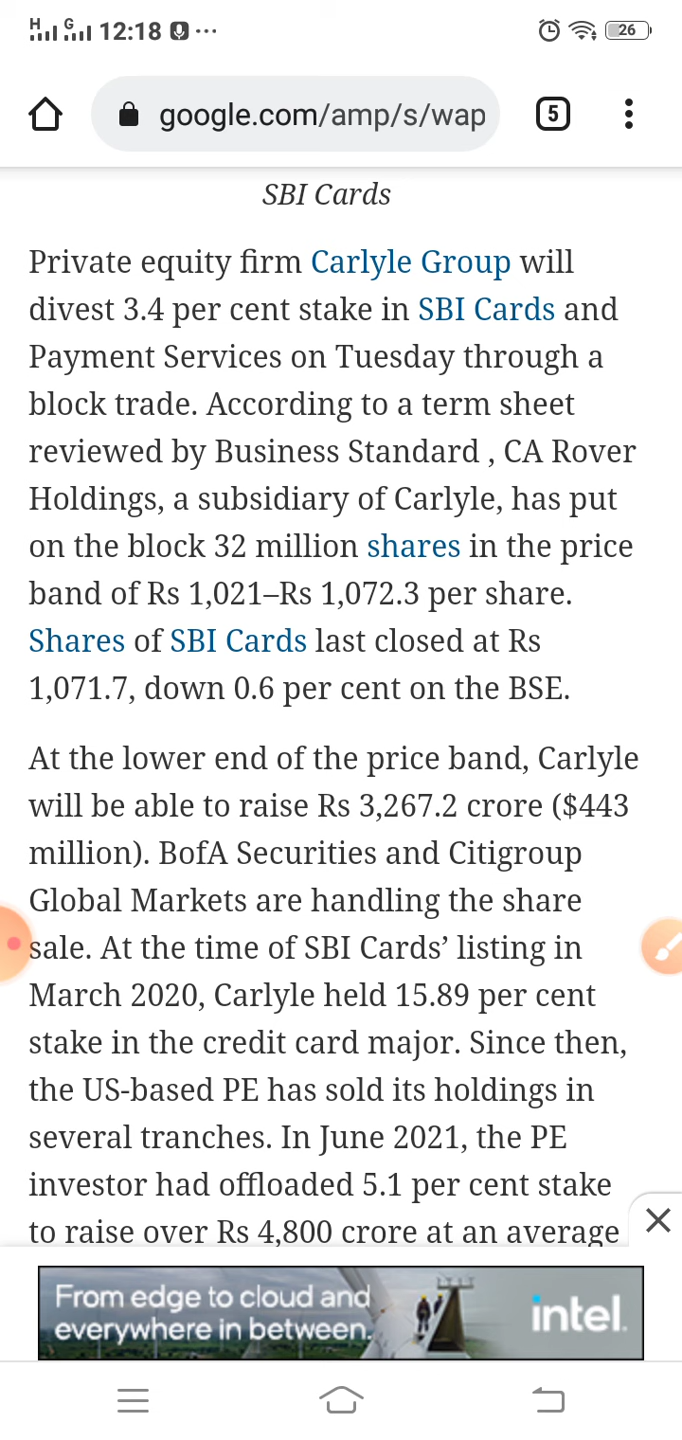 H G 12:18 ... 26
google.com/amp/s/wap 5
SBI Cards
Private equity firm Carlyle Group will
divest 3.4 per cent stake in SBI Cards and
Payment Services on Tuesday through a
block trade. According to a term sheet
reviewed by Business Standard , CA Rover
Holdings, a subsidiary of Carlyle, has put
on the block 32 million shares in the price
band of Rs 1,021–Rs 1,072.3 per share.
Shares of SBI Cards last closed at Rs
1,071.7, down 0.6 per cent on the BSE.
At the lower end of the price band, Carlyle
will be able to raise Rs 3,267.2 crore ($443
million). BofA Securities and Citigroup
Global Markets are handling the share
sale. At the time of SBI Cards’ listing in
March 2020, Carlyle held 15.89 per cent
stake in the credit card major. Since then,
the US-based PE has sold its holdings in
several tranches. In June 2021, the PE
investor had offloaded 5.1 per cent stake
to raise over Rs 4,800 crore at an average
From edge to cloud and
everywhere in between.
intel.